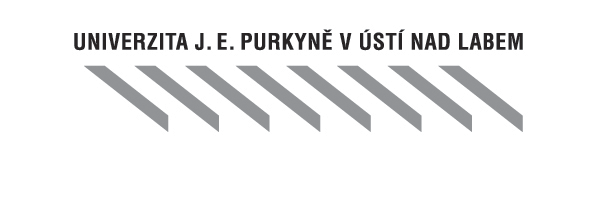 UNIVERZITA J. E. PURKYNĚ V ÚSTÍ NAD LABEM